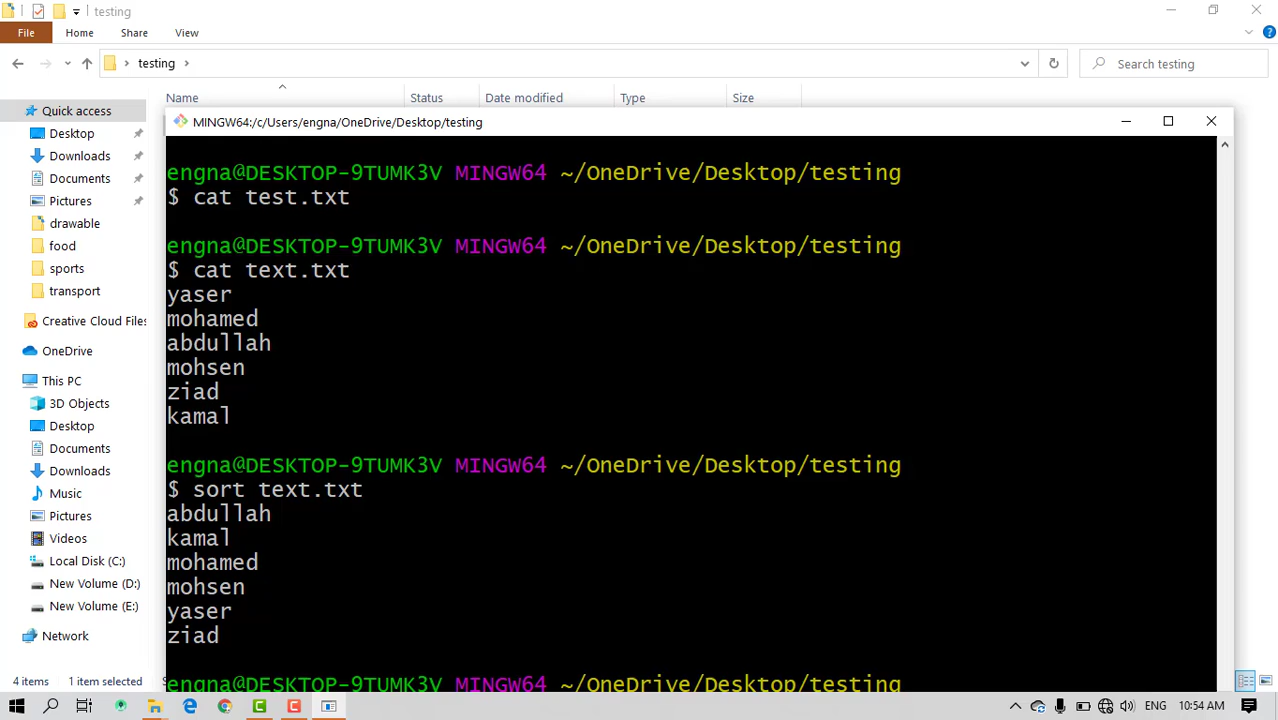 testing
File
Home
Share
View
testing
Search testing
Name
Status
Date modified
Type
Size
Quick access
Desktop
Downloads
Documents
Pictures
drawable
food
sports
transport
Creative Cloud Files
OneDrive
This PC
3D Objects
Desktop
Documents
Downloads
Music
Pictures
Videos
Local Disk (C:)
New Volume (D:)
New Volume (E:)
Network
4 items
1 item selected
MINGW64:/c/Users/engna/OneDrive/Desktop/testing
engna@DESKTOP-9TUMK3V MINGW64 ~/OneDrive/Desktop/testing
$ cat test.txt
engna@DESKTOP-9TUMK3V MINGW64 ~/OneDrive/Desktop/testing
$ cat text.txt
yaser
mohamed
abdullah
mohsen
ziad
kamal
engna@DESKTOP-9TUMK3V MINGW64 ~/OneDrive/Desktop/testing
$ sort text.txt
abdullah
kamal
mohamed
mohsen
yaser
ziad
engna@DESKTOP-9TUMK3V MINGW64 ~/OneDrive/Desktop/testing
ENG
10:54 AM